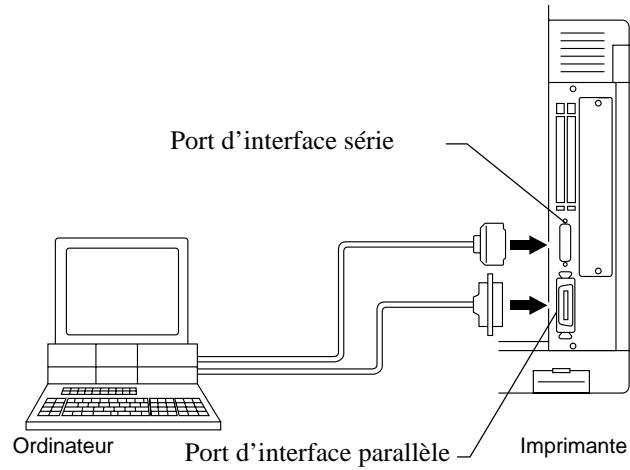 Port d’interface série
Ordinateur
Port d’interface parallèle
Imprimante